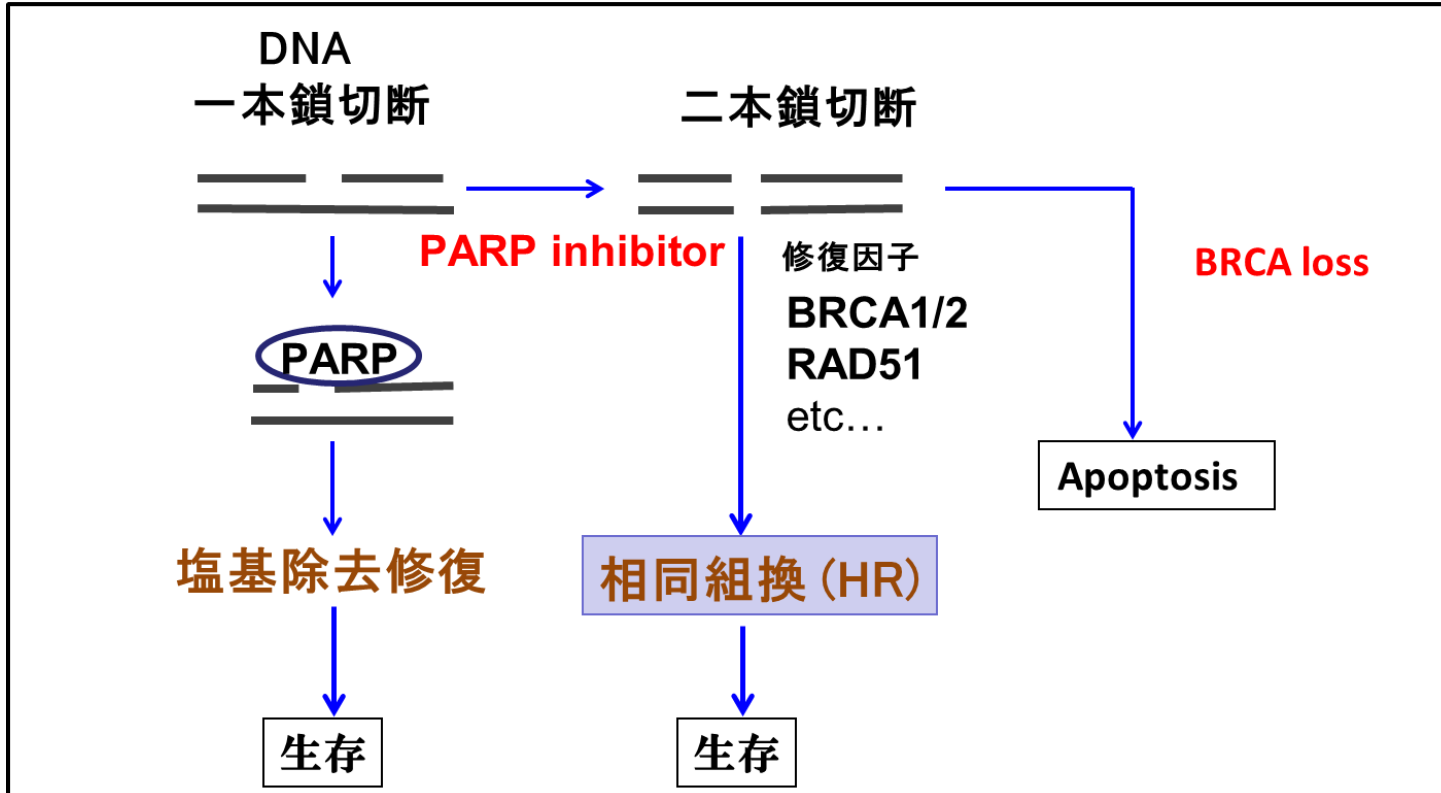 DNA
一本鎖切断
二本鎖切断
PARP inhibitor
修復因子
BRCA1/2
RAD51
etc…
BRCA loss
PARP
Apoptosis
塩基除去修復
相同組換(HR)
生存
生存